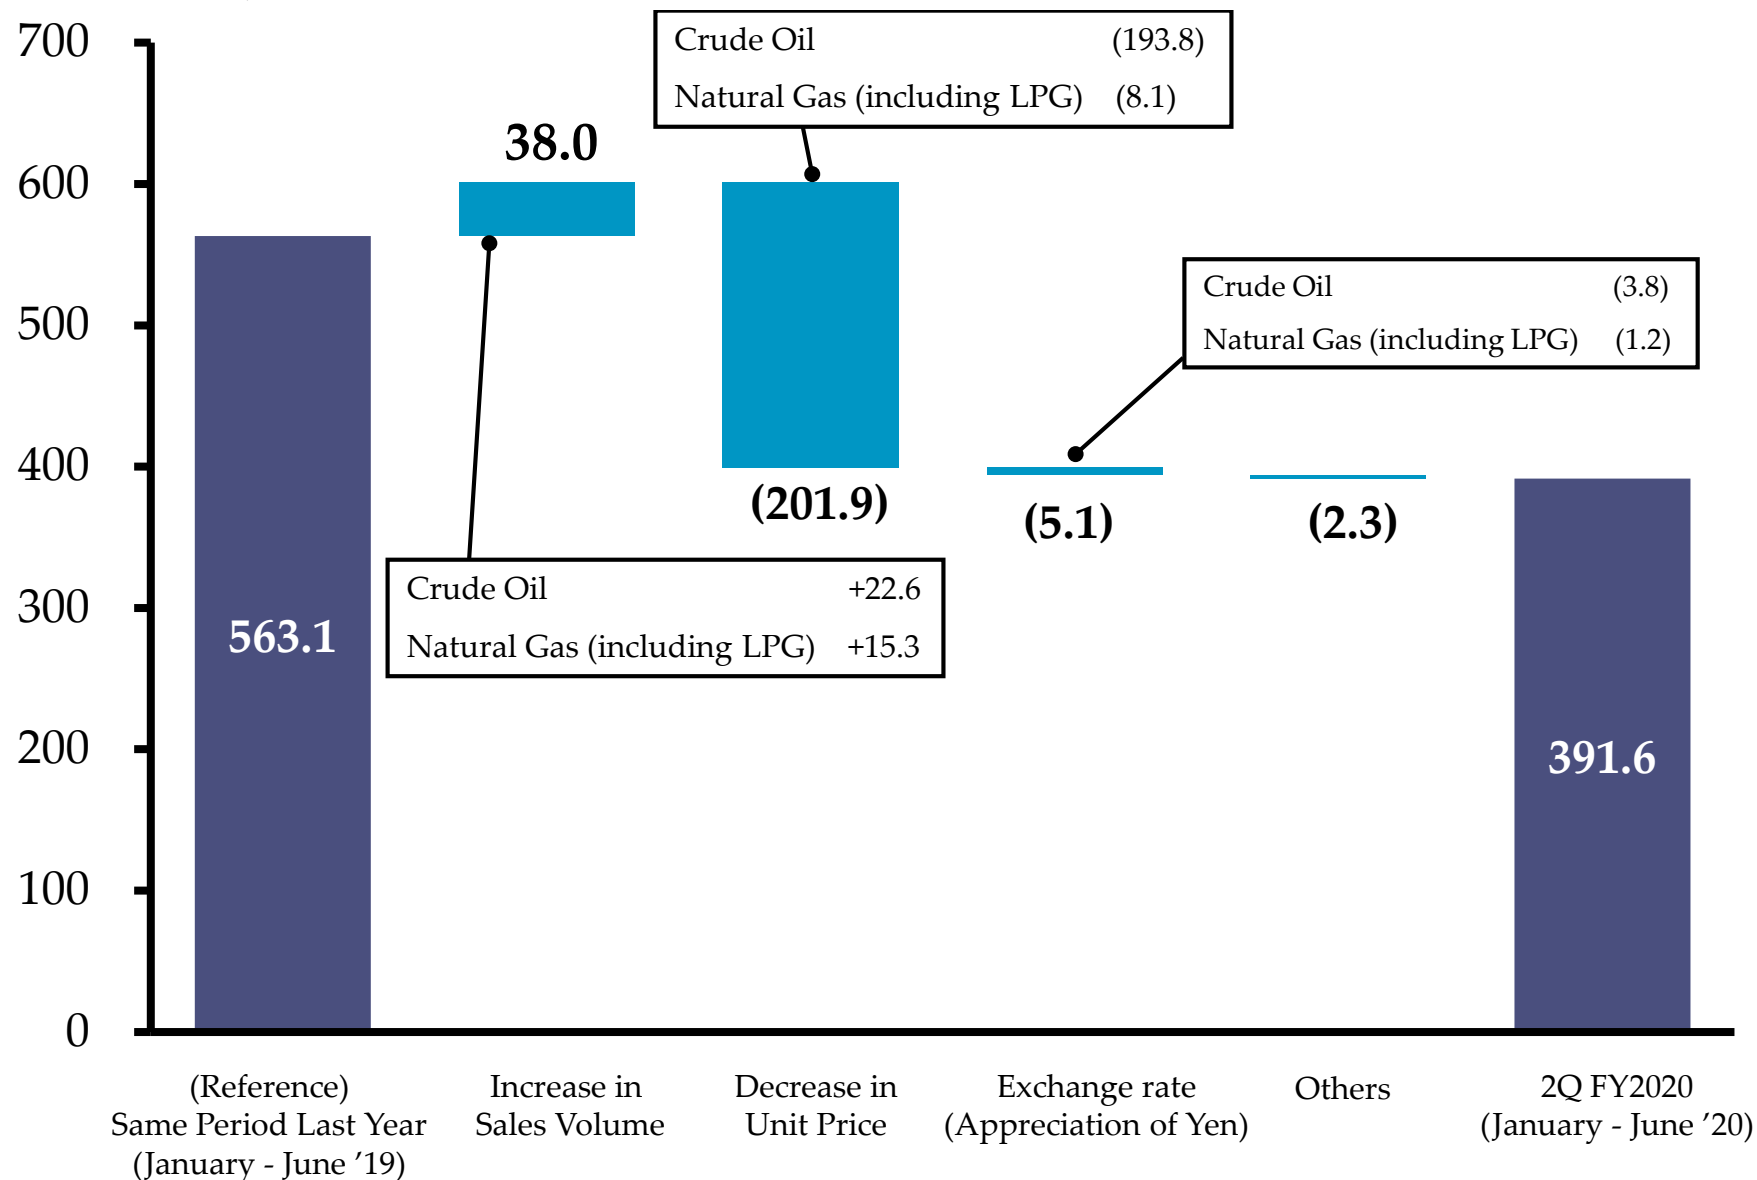 700
600
500
400
300
200
100
0
Crude Oil (193.8)
Natural Gas (including LPG) (8.1)
38.0
Crude Oil (3.8)
Natural Gas (including LPG) (1.2)
(201.9)
(5.1)
(2.3)
Crude Oil +22.6
Natural Gas (including LPG) +15.3
563.1
391.6
(Reference)
Same Period Last Year
(January - June ’19)
Increase in
Sales Volume
Decrease in
Unit Price
Exchange rate
(Appreciation of Yen)
Others
2Q FY2020
(January - June ’20)